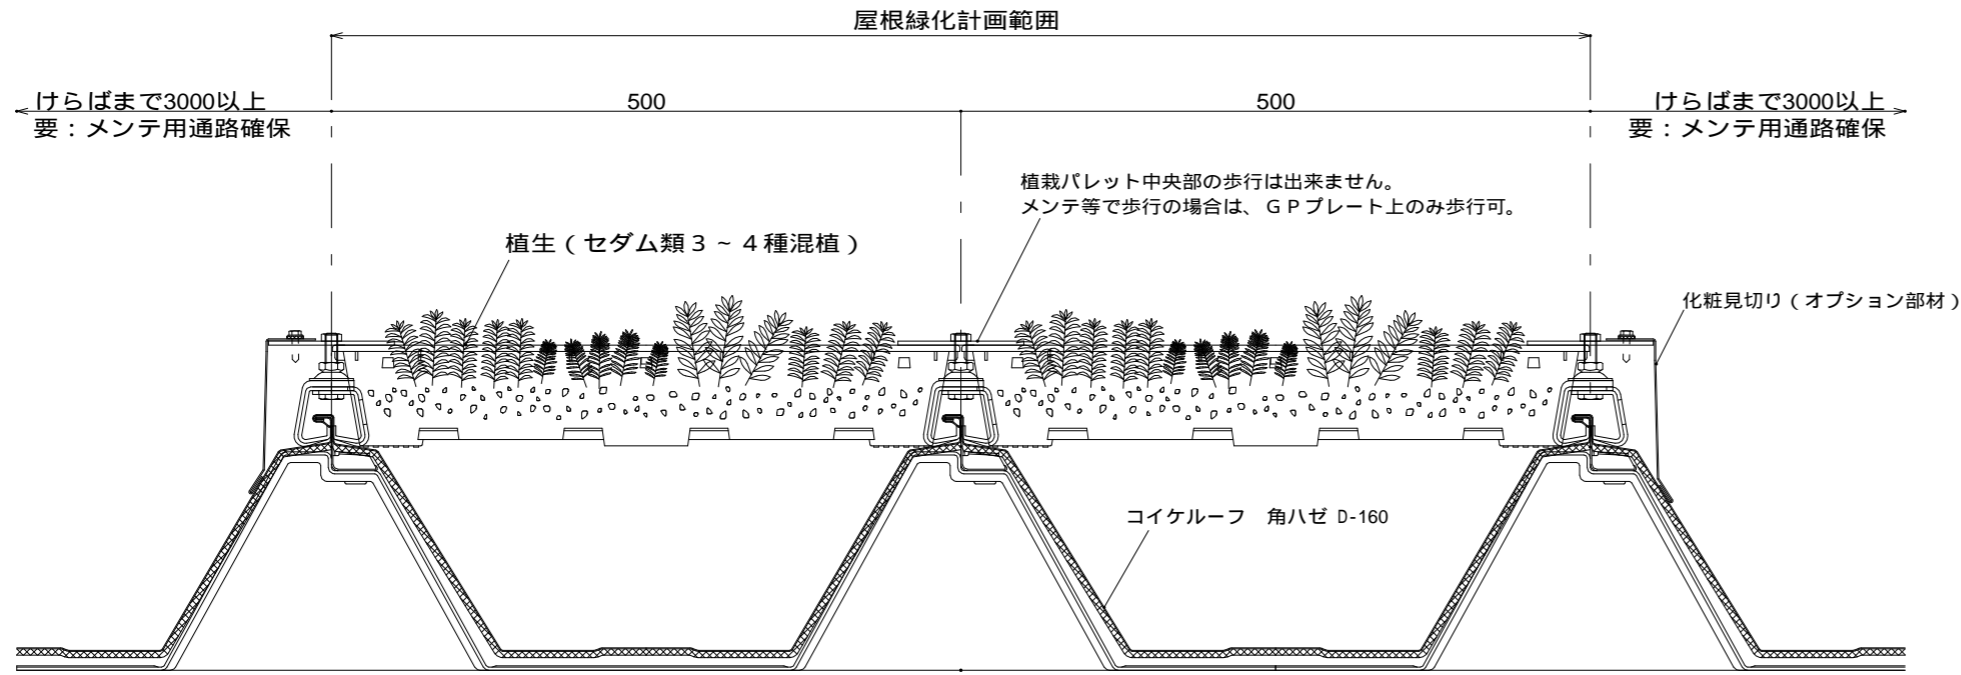 屋根緑化計画範囲
けらばまで3000以上
要：メンテ用通路確保
500
500
けらばまで3000以上
要：メンテ用通路確保
植栽パレット中央部の歩行は出来ません。
メンテ等で歩行の場合は、ＧＰプレート上のみ歩行可。
植生（セダム類３～４種混植）
化粧見切り（オプション部材）
コイケルーフ　角ハゼ D-160